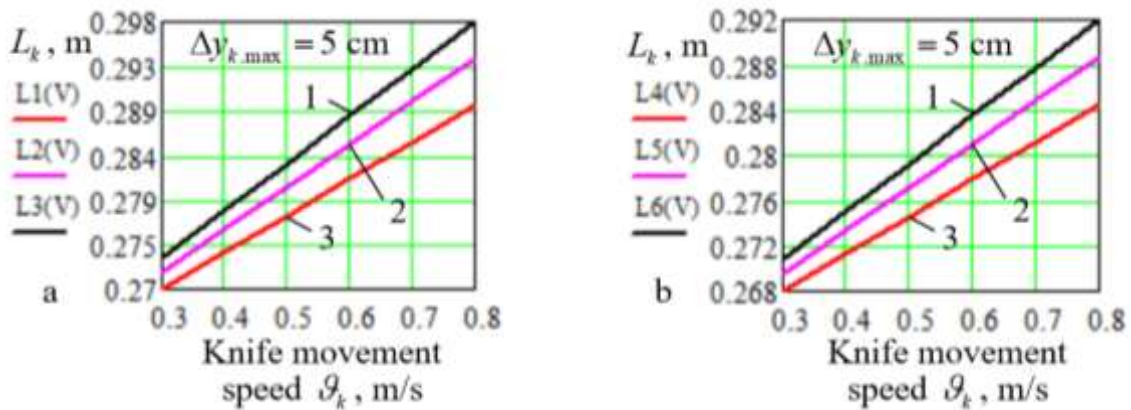 L_k, m
Δy_k.max = 5 cm
0.298
0.293
L1(V)
0.289
1
L2(V)
0.284
2
L3(V)
0.279
3
0.275
a
0.27
0.3 0.4 0.5 0.6 0.7 0.8
Knife movement
speed 𝜗_k, m/s
L_k, m
Δy_k.max = 5 cm
0.292
0.288
L4(V)
0.284
1
L5(V)
0.28
2
L6(V)
0.276
3
0.272
b
0.268
0.3 0.4 0.5 0.6 0.7 0.8
Knife movement
speed 𝜗_k, m/s